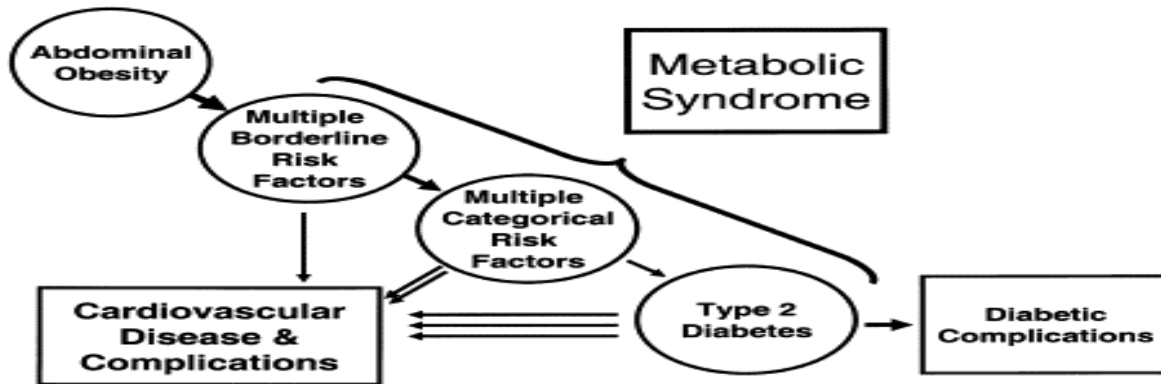 Abdominal
Obesity
Metabolic
Syndrome
Multiple
Borderline
Risk
Factors
Multiple
Categorical
Risk
Factors
Cardiovascular
Disease &
Complications
Type 2
Diabetes
Diabetic
Complications